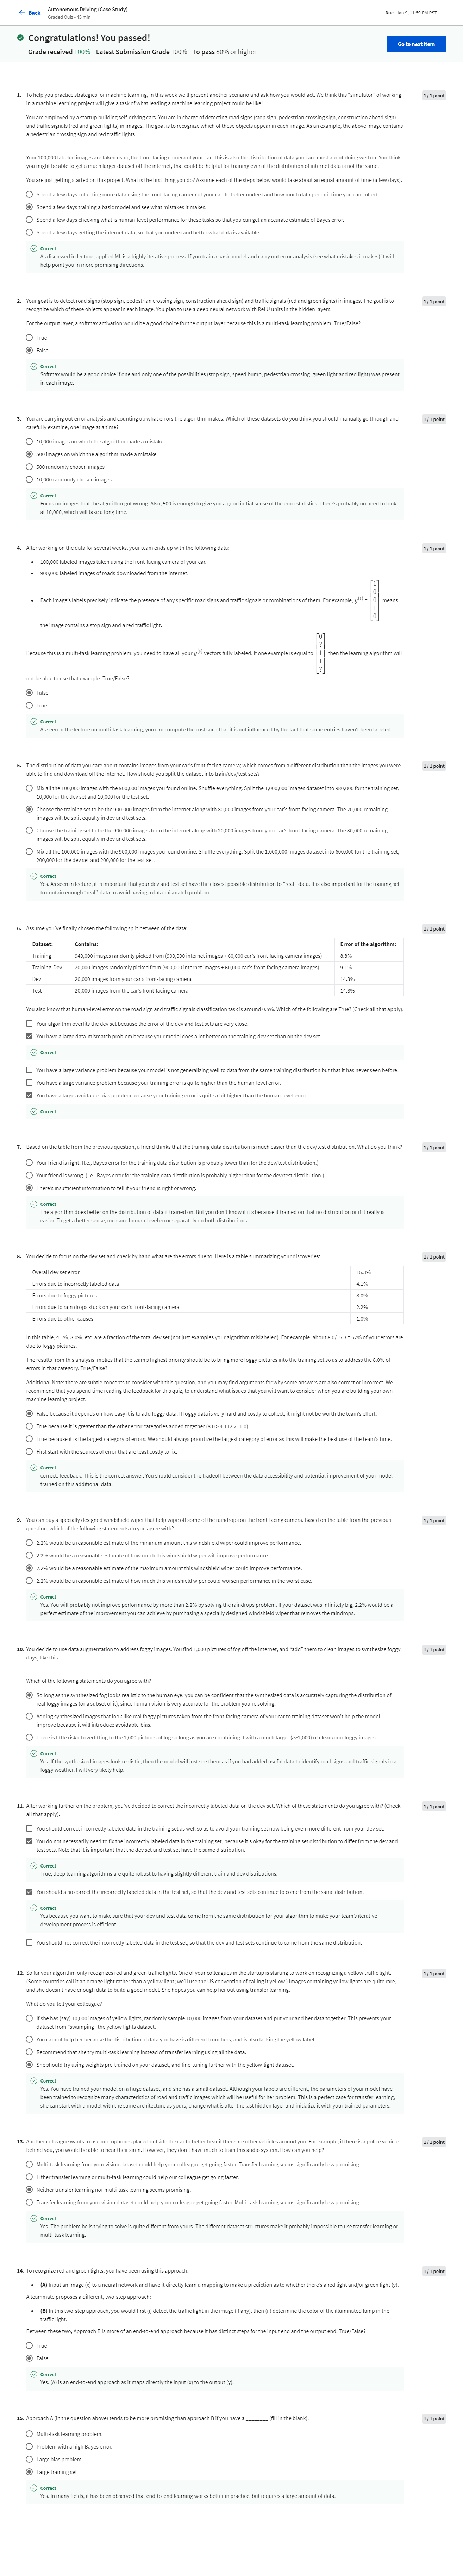 Back
Autonomous Driving (Case Study)
Graded Quiz • 45 min
Due Jan 9, 11:59 PM PST
Congratulations! You passed!
Grade received 100% Latest Submission Grade 100% To pass 80% or higher
Go to next item
1. To help you practice strategies for machine learning, in this week we'll present another scenario and ask how you would act. We think this "simulator" of working
in a machine learning project will give a task of what leading a machine learning project could be like!
1 / 1 point
You are employed by a startup building self-driving cars. You are in charge of detecting road signs (stop sign, pedestrian crossing sign, construction ahead sign)
and traffic signals (red and green lights) in images. The goal is to recognize which of these objects appear in each image. As an example, the above image contains
a pedestrian crossing sign and red traffic lights
Your 100,000 labeled images are taken using the front-facing camera of your car. This is also the distribution of data you care most about doing well on. You think
you might be able to get a much larger dataset off the internet, that could be helpful for training even if the distribution of internet data is not the same.
You are just getting started on this project. What is the first thing you do? Assume each of the steps below would take about an equal amount of time (a few days).
Spend a few days collecting more data using the front-facing camera of your car, to better understand how much data per unit time you can collect.
Spend a few days training a basic model and see what mistakes it makes.
Spend a few days checking what is human-level performance for these tasks so that you can get an accurate estimate of Bayes error.
Spend a few days getting the internet data, so that you understand better what data is available.
Correct
As discussed in lecture, applied ML is a highly iterative process. If you train a basic model and carry out error analysis (see what mistakes it makes) it will
help point you in more promising directions.
2. Your goal is to detect road signs (stop sign, pedestrian crossing sign, construction ahead sign) and traffic signals (red and green lights) in images. The goal is to
recognize which of these objects appear in each image. You plan to use a deep neural network with ReLU units in the hidden layers.
1 / 1 point
For the output layer, a softmax activation would be a good choice for the output layer because this is a multi-task learning problem. True/False?
True
False
Correct
Softmax would be a good choice if one and only one of the possibilities (stop sign, speed bump, pedestrian crossing, green light and red light) was present
in each image.
3. You are carrying out error analysis and counting up what errors the algorithm makes. Which of these datasets do you think you should manually go through and
carefully examine, one image at a time?
1 / 1 point
10,000 images on which the algorithm made a mistake
500 images on which the algorithm made a mistake
500 randomly chosen images
10,000 randomly chosen images
Correct
Focus on images that the algorithm got wrong. Also, 500 is enough to give you a good initial sense of the error statistics. There's probably no need to look
at 10,000, which will take a long time.
4. After working on the data for several weeks, your team ends up with the following data:
1 / 1 point
• 100,000 labeled images taken using the front-facing camera of your car.
• 900,000 labeled images of roads downloaded from the internet.
• Each image's labels precisely indicate the presence of any specific road signs and traffic signals or combinations of them. For example, y(i) = [1 0 0 1 0] means
the image contains a stop sign and a red traffic light.
Because this is a multi-task learning problem, you need to have all your y(i) vectors fully labeled. If one example is equal to [0 ? 1 1 ?] then the learning algorithm will
not be able to use that example. True/False?
False
True
Correct
As seen in the lecture on multi-task learning, you can compute the cost such that it is not influenced by the fact that some entries haven't been labeled.
5. The distribution of data you care about contains images from your car's front-facing camera; which comes from a different distribution than the images you were
able to find and download off the internet. How should you split the dataset into train/dev/test sets?
1 / 1 point
Mix all the 100,000 images with the 900,000 images you found online. Shuffle everything. Split the 1,000,000 images dataset into 980,000 for the training set,
10,000 for the dev set and 10,000 for the test set.
Choose the training set to be the 900,000 images from the internet along with 80,000 images from your car's front-facing camera. The 20,000 remaining
images will be split equally in dev and test sets.
Choose the training set to be the 900,000 images from the internet along with 20,000 images from your car's front-facing camera. The 80,000 remaining
images will be split equally in dev and test sets.
Mix all the 100,000 images with the 900,000 images you found online. Shuffle everything. Split the 1,000,000 images dataset into 600,000 for the training set,
200,000 for the dev set and 200,000 for the test set.
Correct
Yes. As seen in lecture, it is important that your dev and test set have the closest possible distribution to "real"-data. It is also important for the training set
to contain enough "real"-data to avoid having a data-mismatch problem.
6. Assume you've finally chosen the following split between of the data:
1 / 1 point
Dataset: Contains: Error of the algorithm:
Training 940,000 images randomly picked from (900,000 internet images + 60,000 car's front-facing camera images) 8.8%
Training-Dev 20,000 images randomly picked from (900,000 internet images + 60,000 car's front-facing camera images) 9.1%
Dev 20,000 images from your car's front-facing camera 14.3%
Test 20,000 images from the car's front-facing camera 14.8%
You also know that human-level error on the road sign and traffic signals classification task is around 0.5%. Which of the following are True? (Check all that apply).
Your algorithm overfits the dev set because the error of the dev and test sets are very close.
You have a large data-mismatch problem because your model does a lot better on the training-dev set than on the dev set
Correct
You have a large variance problem because your model is not generalizing well to data from the same training distribution but that it has never seen before.
You have a large variance problem because your training error is quite higher than the human-level error.
You have a large avoidable-bias problem because your training error is quite a bit higher than the human-level error.
Correct
7. Based on the table from the previous question, a friend thinks that the training data distribution is much easier than the dev/test distribution. What do you think?
1 / 1 point
Your friend is right. (I.e., Bayes error for the training data distribution is probably lower than for the dev/test distribution.)
Your friend is wrong. (I.e., Bayes error for the training data distribution is probably higher than for the dev/test distribution.)
There's insufficient information to tell if your friend is right or wrong.
Correct
The algorithm does better on the distribution of data it trained on. But you don't know if it's because it trained on that no distribution or if it really is
easier. To get a better sense, measure human-level error separately on both distributions.
8. You decide to focus on the dev set and check by hand what are the errors due to. Here is a table summarizing your discoveries:
1 / 1 point
Overall dev set error 15.3%
Errors due to incorrectly labeled data 4.1%
Errors due to foggy pictures 8.0%
Errors due to rain drops stuck on your car's front-facing camera 2.2%
Errors due to other causes 1.0%
In this table, 4.1%, 8.0%, etc. are a fraction of the total dev set (not just examples your algorithm mislabeled). For example, about 8.0/15.3 = 52% of your errors are
due to foggy pictures.
The results from this analysis implies that the team's highest priority should be to bring more foggy pictures into the training set so as to address the 8.0% of
errors in that category. True/False?
Additional Note: there are subtle concepts to consider with this question, and you may find arguments for why some answers are also correct or incorrect. We
recommend that you spend time reading the feedback for this quiz, to understand what issues that you will want to consider when you are building your own
machine learning project.
False because it depends on how easy it is to add foggy data. If foggy data is very hard and costly to collect, it might not be worth the team's effort.
True because it is greater than the other error categories added together (8.0 > 4.1+2.2+1.0).
True because it is the largest category of errors. We should always prioritize the largest category of error as this will make the best use of the team's time.
First start with the sources of error that are least costly to fix.
Correct
correct: feedback: This is the correct answer. You should consider the tradeoff between the data accessibility and potential improvement of your model
trained on this additional data.
9. You can buy a specially designed windshield wiper that help wipe off some of the raindrops on the front-facing camera. Based on the table from the previous
question, which of the following statements do you agree with?
1 / 1 point
2.2% would be a reasonable estimate of the minimum amount this windshield wiper could improve performance.
2.2% would be a reasonable estimate of how much this windshield wiper will improve performance.
2.2% would be a reasonable estimate of the maximum amount this windshield wiper could improve performance.
2.2% would be a reasonable estimate of how much this windshield wiper could worsen performance in the worst case.
Correct
Yes. You will probably not improve performance by more than 2.2% by solving the raindrops problem. If your dataset was infinitely big, 2.2% would be a
perfect estimate of the improvement you can achieve by purchasing a specially designed windshield wiper that removes the raindrops.
10. You decide to use data augmentation to address foggy images. You find 1,000 pictures of fog off the internet, and "add" them to clean images to synthesize foggy
days, like this:
1 / 1 point
Which of the following statements do you agree with?
So long as the synthesized fog looks realistic to the human eye, you can be confident that the synthesized data is accurately capturing the distribution of
real foggy images (or a subset of it), since human vision is very accurate for the problem you're solving.
Adding synthesized images that look like real foggy pictures taken from the front-facing camera of your car to training dataset won't help the model
improve because it will introduce avoidable-bias.
There is little risk of overfitting to the 1,000 pictures of fog so long as you are combining it with a much larger (>>1,000) of clean/non-foggy images.
Correct
Yes. If the synthesized images look realistic, then the model will just see them as if you had added useful data to identify road signs and traffic signals in a
foggy weather. I will very likely help.
11. After working further on the problem, you've decided to correct the incorrectly labeled data on the dev set. Which of these statements do you agree with? (Check
all that apply).
1 / 1 point
You should correct incorrectly labeled data in the training set as well so as to avoid your training set now being even more different from your dev set.
You do not necessarily need to fix the incorrectly labeled data in the training set, because it's okay for the training set distribution to differ from the dev and
test sets. Note that it is important that the dev set and test set have the same distribution.
Correct
True, deep learning algorithms are quite robust to having slightly different train and dev distributions.
You should also correct the incorrectly labeled data in the test set, so that the dev and test sets continue to come from the same distribution.
Correct
Yes because you want to make sure that your dev and test data come from the same distribution for your algorithm to make your team's iterative
development process is efficient.
You should not correct the incorrectly labeled data in the test set, so that the dev and test sets continue to come from the same distribution.
12. So far your algorithm only recognizes red and green traffic lights. One of your colleagues in the startup is starting to work on recognizing a yellow traffic light.
(Some countries call it an orange light rather than a yellow light; we'll use the US convention of calling it yellow.) Images containing yellow lights are quite rare,
and she doesn't have enough data to build a good model. She hopes you can help her out using transfer learning.
1 / 1 point
What do you tell your colleague?
If she has (say) 10,000 images of yellow lights, randomly sample 10,000 images from your dataset and put your and her data together. This prevents your
dataset from "swamping" the yellow lights dataset.
You cannot help her because the distribution of data you have is different from hers, and is also lacking the yellow label.
Recommend that she try multi-task learning instead of transfer learning using all the data.
She should try using weights pre-trained on your dataset, and fine-tuning further with the yellow-light dataset.
Correct
Yes. You have trained your model on a huge dataset, and she has a small dataset. Although your labels are different, the parameters of your model have
been trained to recognize many characteristics of road and traffic images which will be useful for her problem. This is a perfect case for transfer learning,
she can start with a model with the same architecture as yours, change what is after the last hidden layer and initialize it with your trained parameters.
13. Another colleague wants to use microphones placed outside the car to better hear if there are other vehicles around you. For example, if there is a police vehicle
behind you, you would be able to hear their siren. However, they don't have much to train this audio system. How can you help?
1 / 1 point
Multi-task learning from your vision dataset could help your colleague get going faster. Transfer learning seems significantly less promising.
Either transfer learning or multi-task learning could help our colleague get going faster.
Neither transfer learning nor multi-task learning seems promising.
Transfer learning from your vision dataset could help your colleague get going faster. Multi-task learning seems significantly less promising.
Correct
Yes. The problem he is trying to solve is quite different from yours. The different dataset structures make it probably impossible to use transfer learning or
multi-task learning.
14. To recognize red and green lights, you have been using this approach:
1 / 1 point
• (A) Input an image (x) to a neural network and have it directly learn a mapping to make a prediction as to whether there's a red light and/or green light (y).
A teammate proposes a different, two-step approach:
• (B) In this two-step approach, you would first (i) detect the traffic light in the image (if any), then (ii) determine the color of the illuminated lamp in the
traffic light.
Between these two, Approach B is more of an end-to-end approach because it has distinct steps for the input end and the output end. True/False?
True
False
Correct
Yes. (A) is an end-to-end approach as it maps directly the input (x) to the output (y).
15. Approach A (in the question above) tends to be more promising than approach B if you have a ________ (fill in the blank).
1 / 1 point
Multi-task learning problem.
Problem with a high Bayes error.
Large bias problem.
Large training set
Correct
Yes. In many fields, it has been observed that end-to-end learning works better in practice, but requires a large amount of data.